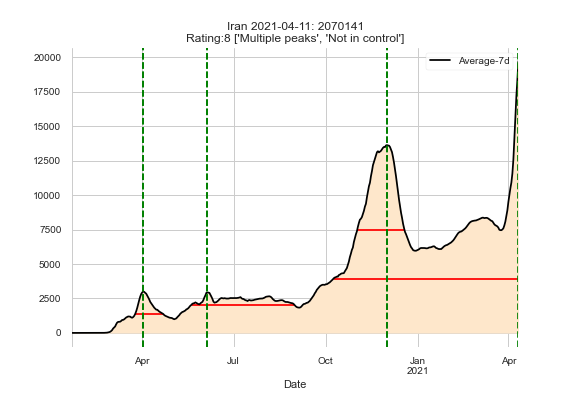 Iran 2021-04-11: 2070141
Rating:8 ['Multiple peaks', 'Not in control']
Average-7d
20000
17500
15000
12500
10000
7500
5000
2500
0
Apr Jul Oct Jan Apr
2021
Date